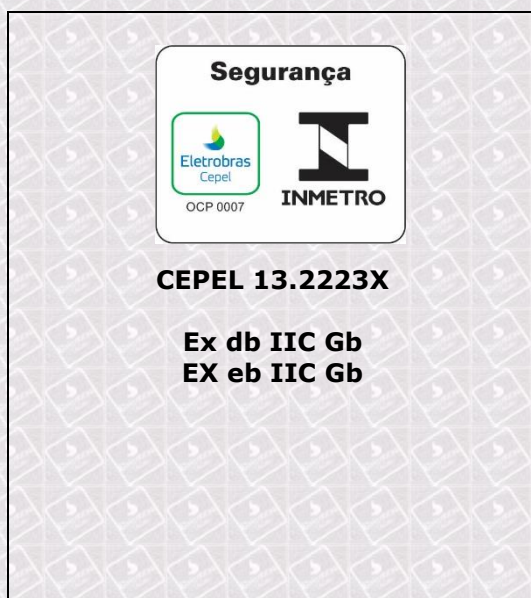 Segurança
Eletrobras
Cepel
OCP 0007
INMETRO
CEPEL 13.2223X
Ex db IIC Gb
EX eb IIC Gb